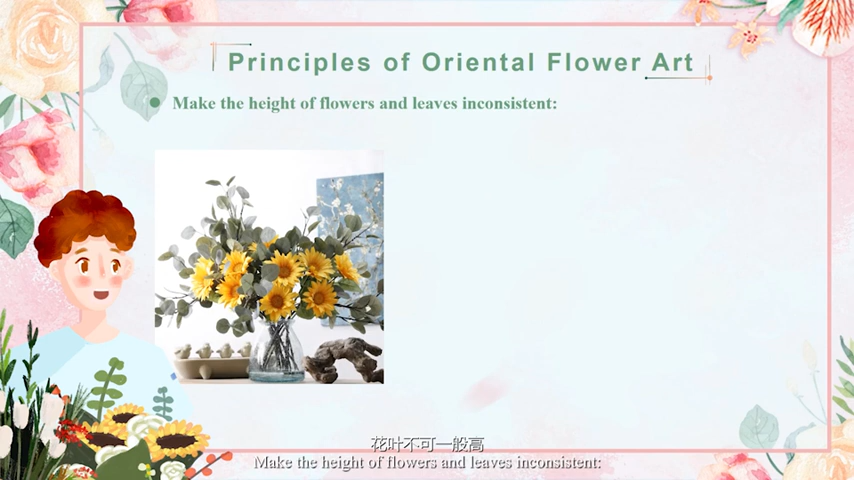 Principles of Oriental Flower Art
Make the height of flowers and leaves inconsistent:
花叶不可一般高
Make the height of flowers and leaves inconsistent: